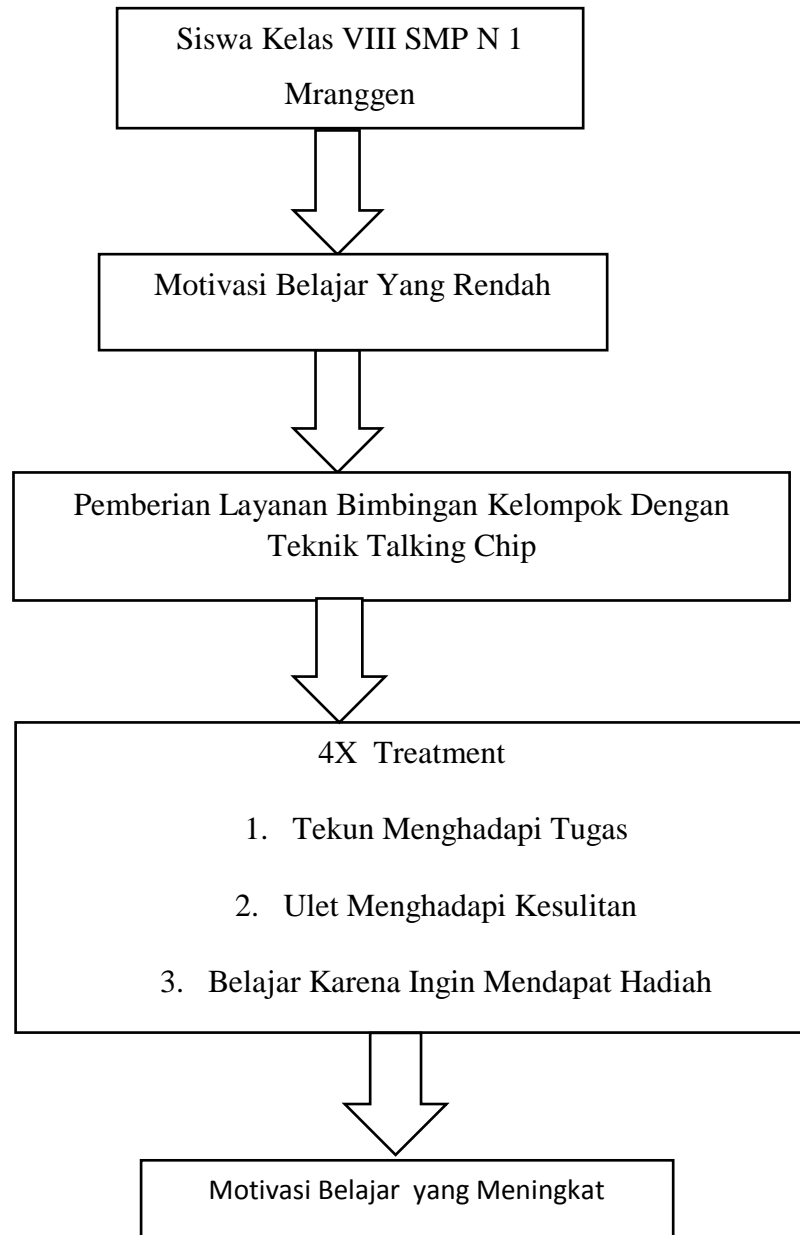 Siswa Kelas VIII SMP N 1
Mranggen
Motivasi Belajar Yang Rendah
Pemberian Layanan Bimbingan Kelompok Dengan
Teknik Talking Chip
4X Treatment
1. Tekun Menghadapi Tugas
2. Ulet Menghadapi Kesulitan
3. Belajar Karena Ingin Mendapat Hadiah
Motivasi Belajar yang Meningkat